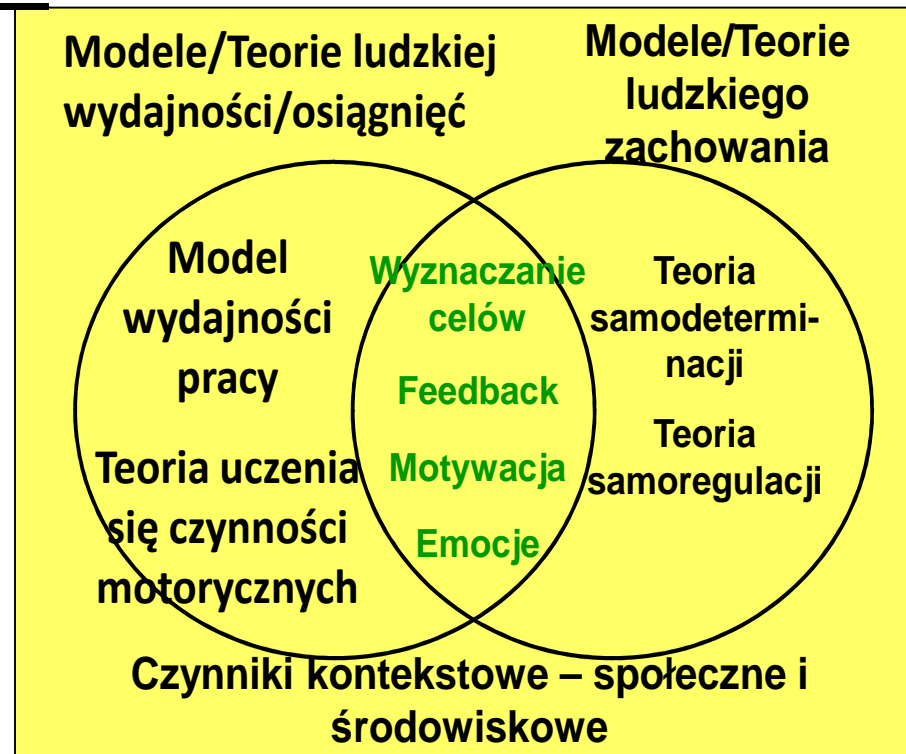 Modele/Teorie ludzkiej
wydajności/osiągnięć
Modele/Teorie
ludzkiego
zachowania
Model
wydajności
pracy
Teoria uczenia
się czynności
motorycznych
Wyznaczanie
celów
Feedback
Motywacja
Emocje
Teoria
samodetermi-
nacji
Teoria
samoregulacji
Czynniki kontekstowe – społeczne i
środowiskowe